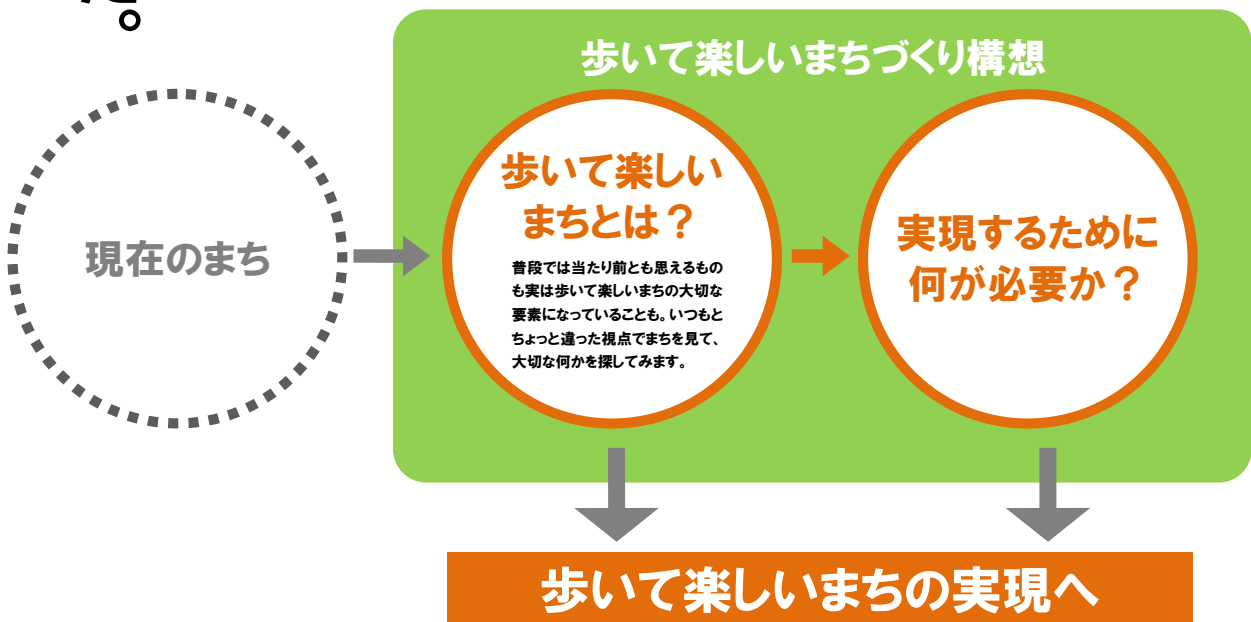 歩いて楽しいまちづくり構想
現在のまち
歩いて楽しい
まちとは？
普段では当たり前とも思えるもの
も実は歩いて楽しいまちの大切な
要素になっていることも。いつもと
ちょっと違った視点でまちを見て、
大切な何かを探してみます。
実現するために
何が必要か？
歩いて楽しいまちの実現へ